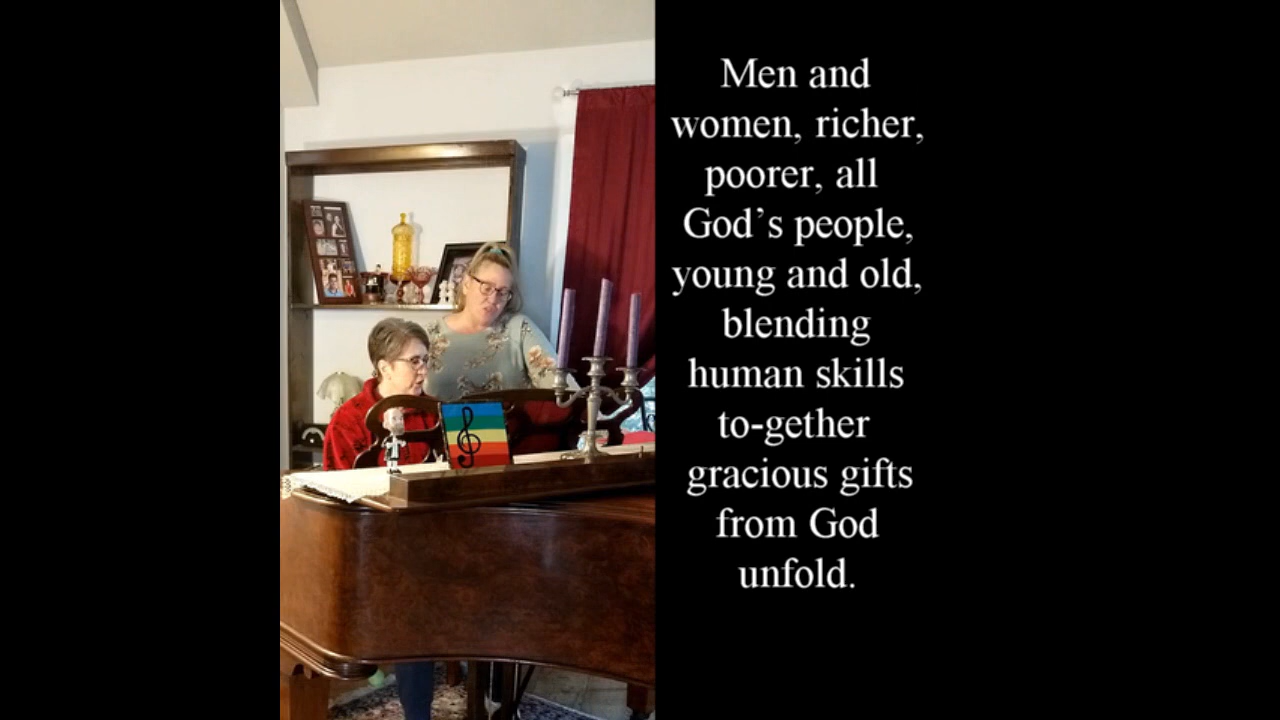 Men and
women, richer,
poorer, all
God’s people,
young and old,
blending
human skills
to-gether
gracious gifts
from God
unfold.